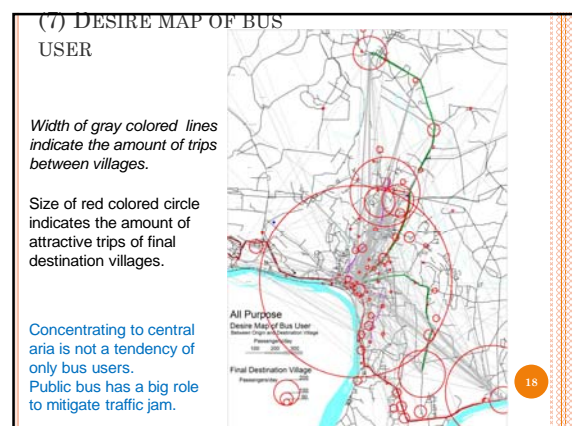 (7) DESIRE MAP OF BUS
USER
Width of gray colored lines
indicate the amount of trips
between villages.
Size of red colored circle
indicates the amount of
attractive trips of final
destination villages.
Concentrating to central
aria is not a tendency of
only bus users.
Public bus has a big role
to mitigate traffic jam.
All Purpose
Desire Map of Bus User
Between Origin and Destination Village
Passenger/day
100 200 300
Final Destination Village
Passengers/day
18